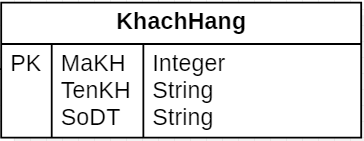 KhachHang
PK MaKH Integer
TenKH String
SoDT String